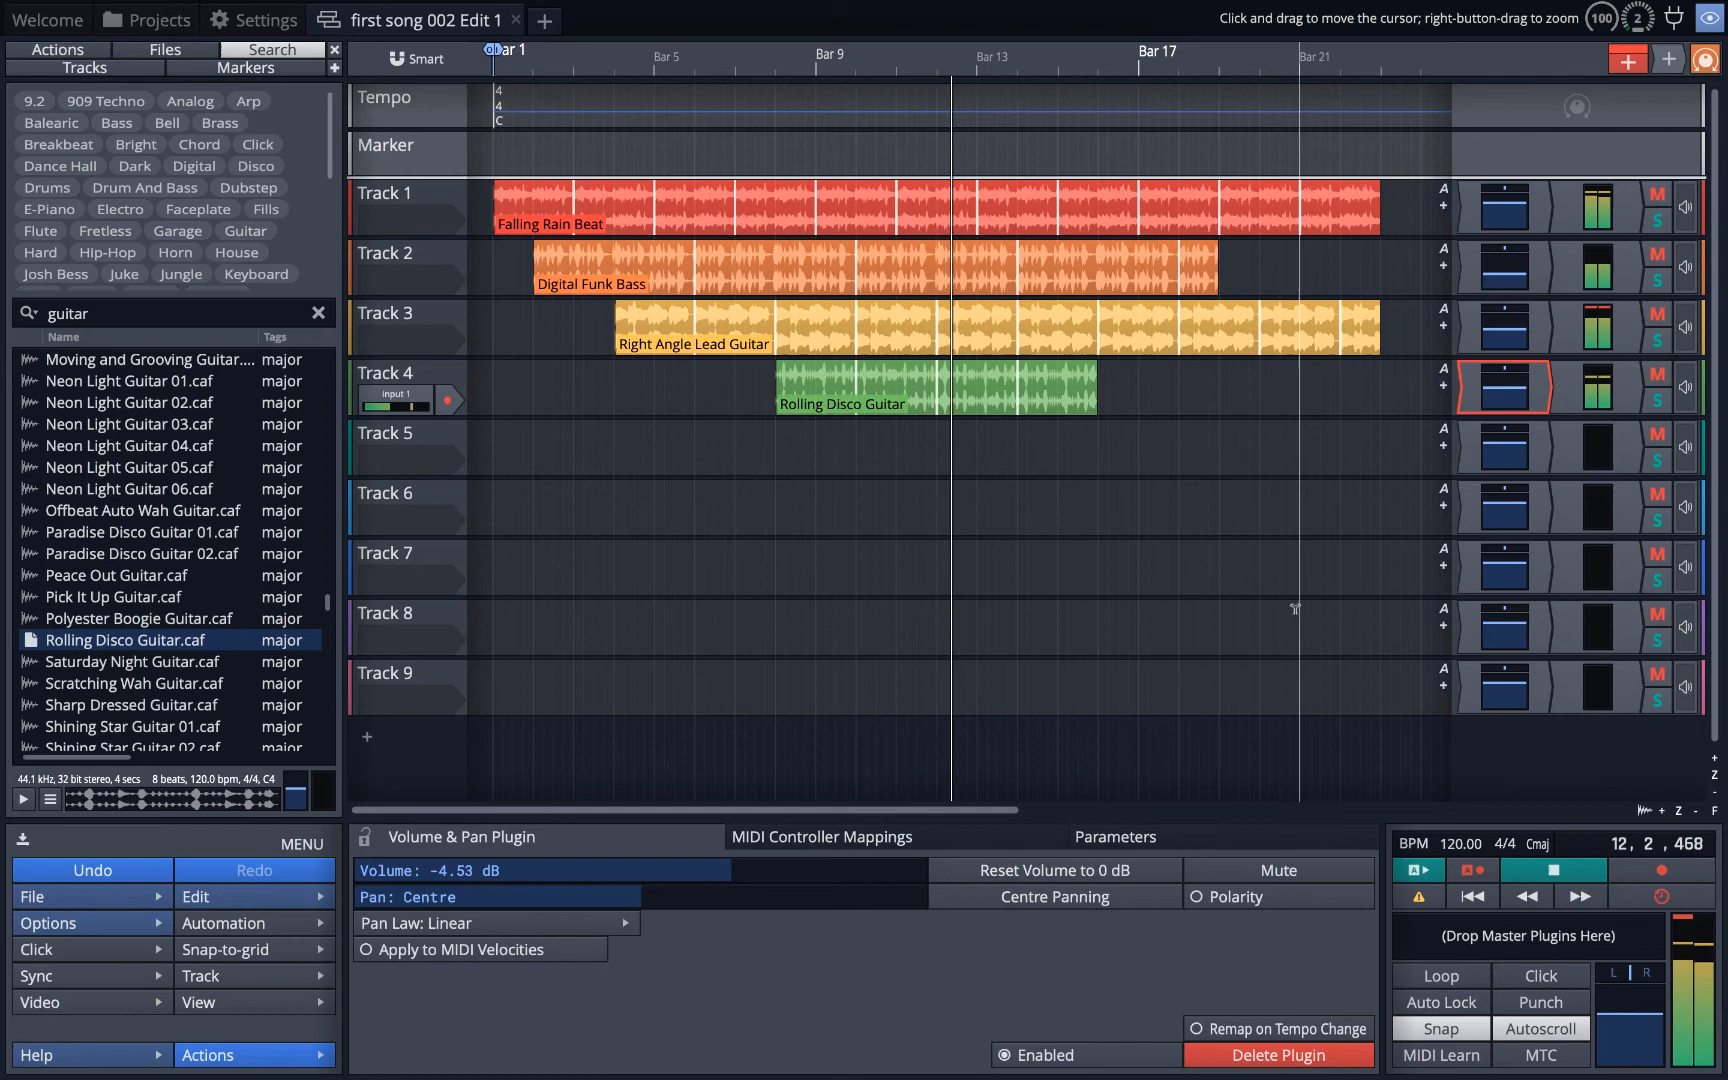 Welcome Projects Settings first song 002 Edit 1 × +
Click and drag to move the cursor; right-button-drag to zoom 100 2
Actions Files Search
Tracks Markers
Smart Bar 1 Bar 5 Bar 9 Bar 13 Bar 17 Bar 21
9.2 909 Techno Analog Arp
Balearic Bass Bell Brass
Breakbeat Bright Chord Click
Dance Hall Dark Digital Disco
Drums Drum And Bass Dubstep
E-Piano Electro Faceplate Fills
Flute Fretless Garage Guitar
Hard Hip-Hop Horn House
Josh Bess Juke Jungle Keyboard
guitar
Name Tags
Moving and Grooving Guitar.... major
Neon Light Guitar 01.caf major
Neon Light Guitar 02.caf major
Neon Light Guitar 03.caf major
Neon Light Guitar 04.caf major
Neon Light Guitar 05.caf major
Neon Light Guitar 06.caf major
Offbeat Auto Wah Guitar.caf major
Paradise Disco Guitar 01.caf major
Paradise Disco Guitar 02.caf major
Peace Out Guitar.caf major
Pick It Up Guitar.caf major
Polyester Boogie Guitar.caf major
Rolling Disco Guitar.caf major
Saturday Night Guitar.caf major
Scratching Wah Guitar.caf major
Sharp Dressed Guitar.caf major
Shining Star Guitar 01.caf major
Shining Star Guitar 02.caf major
44.1 kHz, 32 bit stereo, 4 secs 8 beats, 120.0 bpm, 4/4, C4
Tempo
4
4
C
Marker
Track 1 A M
Falling Rain Beat + S
Track 2 A M
Digital Funk Bass + S
Track 3 A M
Right Angle Lead Guitar + S
Track 4 A M
Input 1 + S
Rolling Disco Guitar
Track 5 A M
+ S
Track 6 A M
+ S
Track 7 A M
+ S
Track 8 A M
+ S
Track 9 A M
+ S
+
+
Z
-
+ Z - F
MENU
Undo Redo
File Edit
Options Automation
Click Snap-to-grid
Sync Track
Video View
Help Actions
Volume & Pan Plugin MIDI Controller Mappings Parameters
Volume: -4.53 dB Reset Volume to 0 dB Mute
Pan: Centre Centre Panning Polarity
Pan Law: Linear
Apply to MIDI Velocities
Remap on Tempo Change
Enabled Delete Plugin
BPM 120.00 4/4 Cmaj 12, 2 , 468
A A
(Drop Master Plugins Here)
Loop Click L R
Auto Lock Punch
Snap Autoscroll
MIDI Learn MTC